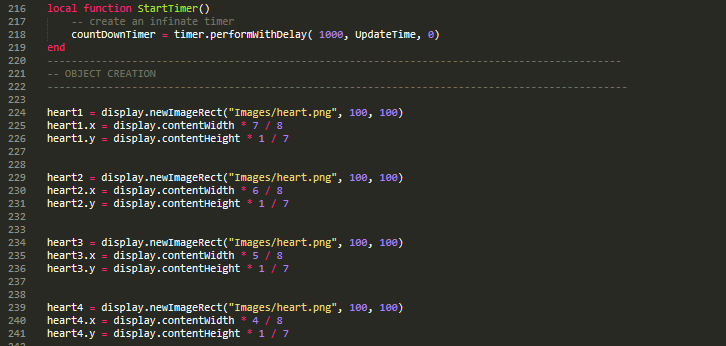 216 local function StartTimer()
217     -- create an infinate timer
218     countDownTimer = timer.performWithDelay( 1000, UpdateTime, 0)
219 end
220 -----------------------------------------------------------------------------------------
221 -- OBJECT CREATION
222 ------------------------------------------------------------------------------------------
223
224 heart1 = display.newImageRect("Images/heart.png", 100, 100)
225 heart1.x = display.contentWidth * 7 / 8
226 heart1.y = display.contentHeight * 1 / 7
227
228
229 heart2 = display.newImageRect("Images/heart.png", 100, 100)
230 heart2.x = display.contentWidth * 6 / 8
231 heart2.y = display.contentHeight * 1 / 7
232
233
234 heart3 = display.newImageRect("Images/heart.png", 100, 100)
235 heart3.x = display.contentWidth * 5 / 8
236 heart3.y = display.contentHeight * 1 / 7
237
238
239 heart4 = display.newImageRect("Images/heart.png", 100, 100)
240 heart4.x = display.contentWidth * 4 / 8
241 heart4.y = display.contentHeight * 1 / 7